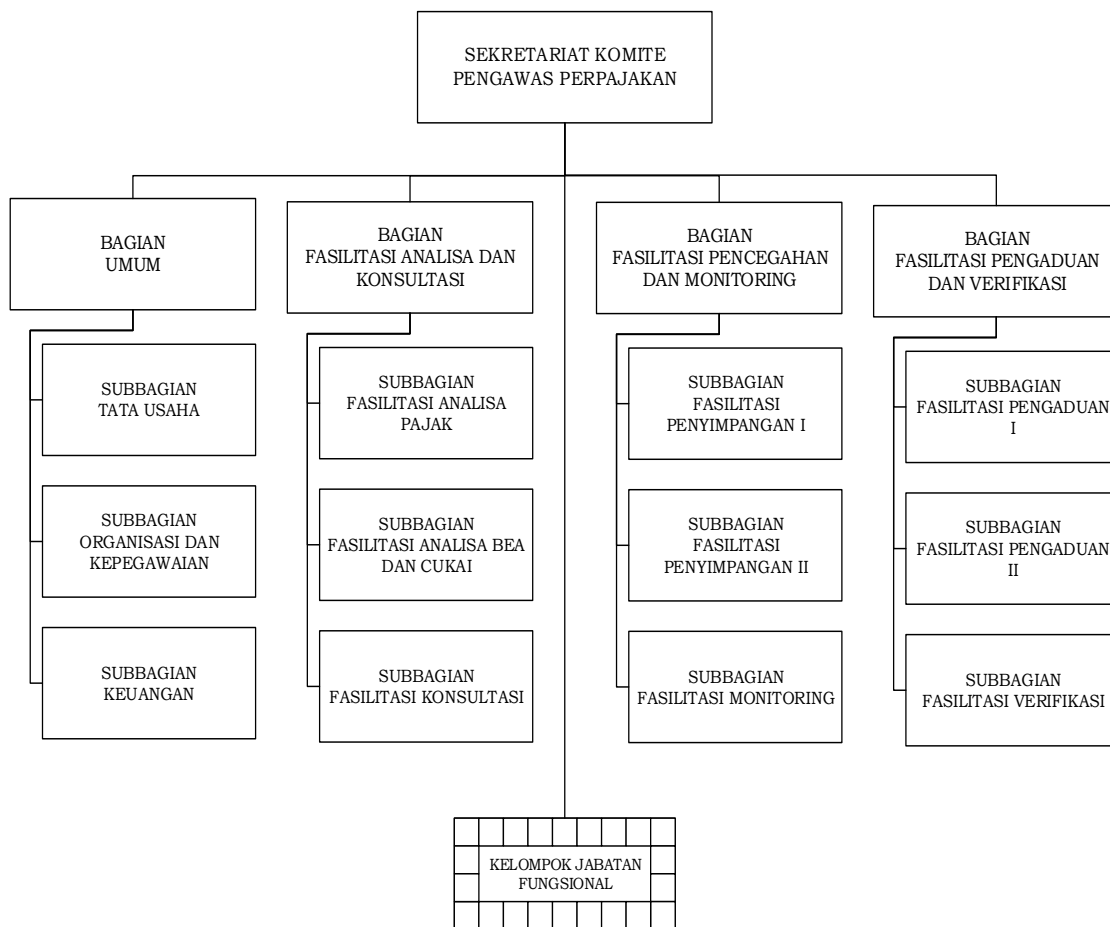 SEKRETARIAT KOMITE
PENGAWAS PERPAJAKAN
BAGIAN
UMUM
BAGIAN
FASILITASI ANALISA DAN
KONSULTASI
BAGIAN
FASILITASI PENCEGAHAN
DAN MONITORING
BAGIAN
FASILITASI PENGADUAN
DAN VERIFIKASI
SUBBAGIAN
TATA USAHA
SUBBAGIAN
FASILITASI ANALISA
PAJAK
SUBBAGIAN
FASILITASI
PENYIMPANGAN I
SUBBAGIAN
FASILITASI PENGADUAN
I
SUBBAGIAN
ORGANISASI DAN
KEPEGAWAIAN
SUBBAGIAN
FASILITASI ANALISA BEA
DAN CUKAI
SUBBAGIAN
FASILITASI
PENYIMPANGAN II
SUBBAGIAN
FASILITASI PENGADUAN
II
SUBBAGIAN
KEUANGAN
SUBBAGIAN
FASILITASI KONSULTASI
SUBBAGIAN
FASILITASI MONITORING
SUBBAGIAN
FASILITASI VERIFIKASI
KELOMPOK JABATAN
FUNGSIONAL